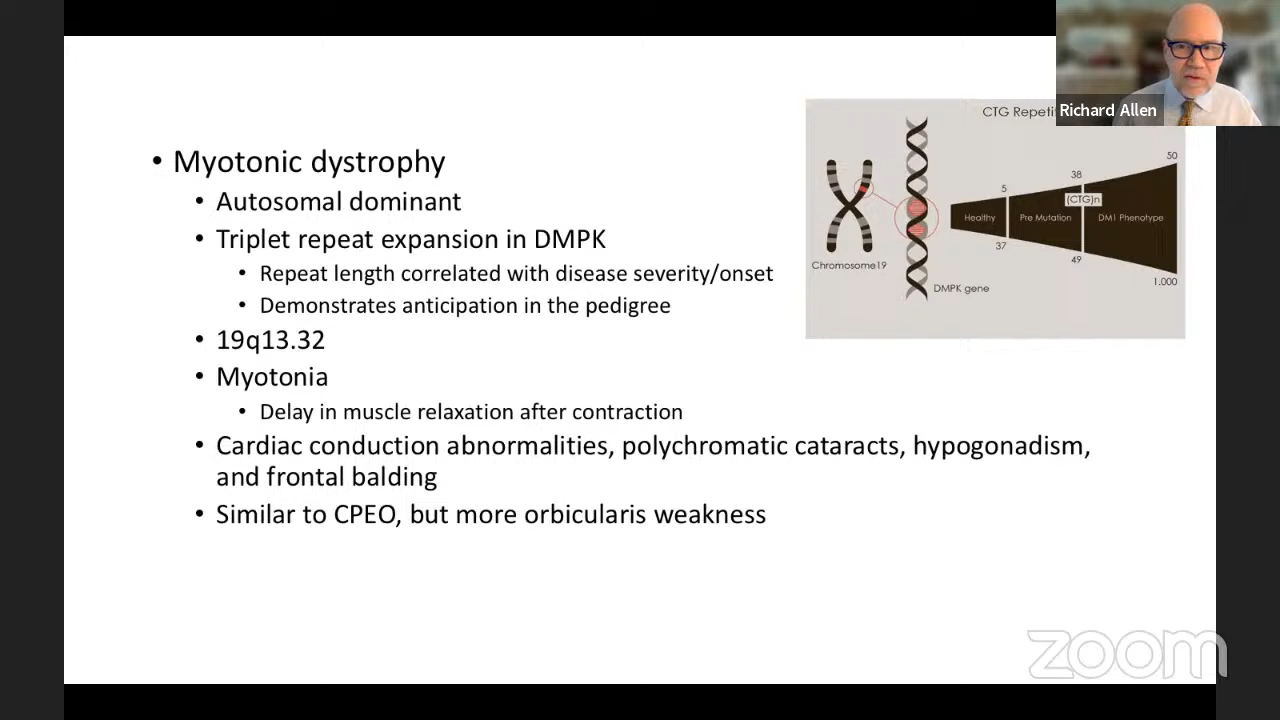 Richard Allen
• Myotonic dystrophy
• Autosomal dominant
• Triplet repeat expansion in DMPK
• Repeat length correlated with disease severity/onset
• Demonstrates anticipation in the pedigree
• 19q13.32
• Myotonia
• Delay in muscle relaxation after contraction
• Cardiac conduction abnormalities, polychromatic cataracts, hypogonadism,
and frontal balding
• Similar to CPEO, but more orbicularis weakness
CTG
50
38
5
(CTG)n
Healthy
Pre Mutation
DM1 Phenotype
37
49
Chromosome19
1.000
DMPK gene
zoom